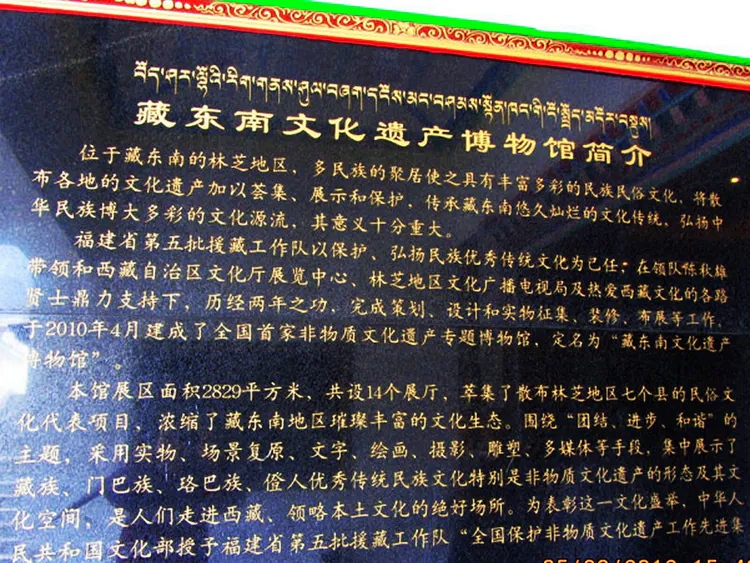 བོད་ཤར་ལྷོའི་རིག་གནས་ཤུལ་བཞག་དངོས་མང་བཤམས་སྟོན་ཁང་གི་ངོ་སྤྲོད་མདོར་བསྡུས།
藏东南文化遗产博物馆简介
位于藏东南的林芝地区，多民族的聚居使之具有丰富多彩的民族民俗文化，将散
布各地的文化遗产加以荟集、展示和保护，传承藏东南悠久灿烂的文化传统，弘扬中
华民族博大多彩的文化源流，其意义十分重大。
福建省第五批援藏工作队以保护、弘扬民族优秀传统文化为已任；在领队陈秋雄
带领和西藏自治区文化厅展览中心、林芝地区文化广播电视局及热爱西藏文化的各路
贤士鼎力支持下，历经两年之功，完成策划、设计和实物征集、装修、布展等工作，
于2010年4月建成了全国首家非物质文化遗产专题博物馆，定名为“藏东南文化遗产
博物馆”。
本馆展区面积2829平方米，共设14个展厅，萃集了散布林芝地区七个县的民俗文
化代表项目，浓缩了藏东南地区璀璨丰富的文化生态。围绕“团结、进步、和谐”的
主题，采用实物、场景复原、文字、绘画、摄影、雕塑、多媒体等手段，集中展示了
藏族、门巴族、珞巴族、僜人优秀传统民族文化特别是非物质文化遗产的形态及其文
化空间，是人们走进西藏、领略本土文化的绝好场所。为表彰这一文化盛举，中华人
民共和国文化部授予福建省第五批援藏工作队“全国保护非物质文化遗产工作先进集